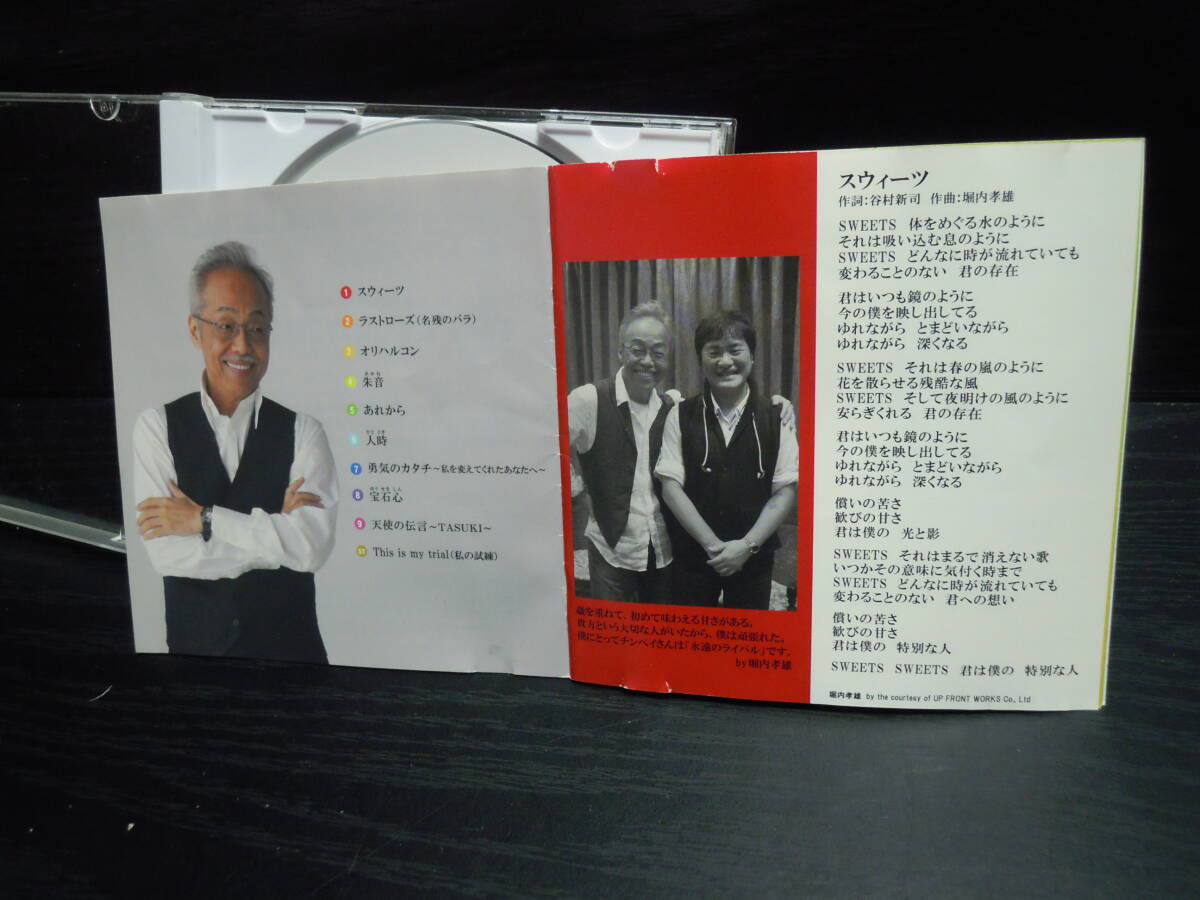 1 スウィーツ
2 ラストローズ(名残のバラ)
3 オリハルコン
あかね
4 朱音
5 あれから
ひと とき
6 人時
7 勇気のカタチ～私を変えてくれたあなたへ～
ほう せき しん
8 宝石心
9 天使の伝言～TASUKI～
ST This is my trial(私の試練)
歳を重ねて、初めて味わえる甘さがある。
貴方という大切な人がいたから、僕は頑張れた。
僕にとってチンペイさんは「永遠のライバル」です。
by堀内孝雄
スウィーツ
作詞:谷村新司 作曲:堀内孝雄
SWEETS 体をめぐる水のように
それは吸い込む息のように
SWEETS どんなに時が流れていても
変わることのない 君の存在
君はいつも鏡のように
今の僕を映し出してる
ゆれながら とまどいながら
ゆれながら 深くなる
SWEETS それは春の嵐のように
花を散らせる残酷な風
SWEETS そして夜明けの風のように
安らぎくれる 君の存在
君はいつも鏡のように
今の僕を映し出してる
ゆれながら とまどいながら
ゆれながら 深くなる
償いの苦さ
歓びの甘さ
君は僕の 光と影
SWEETS それはまるで消えない歌
いつかその意味に気付く時まで
SWEETS どんなに時が流れていても
変わることのない 君への想い
償いの苦さ
歓びの甘さ
君は僕の 特別な人
SWEETS SWEETS 君は僕の 特別な人
堀内孝雄 by the courtesy of UP FRONT WORKS Co., Ltd